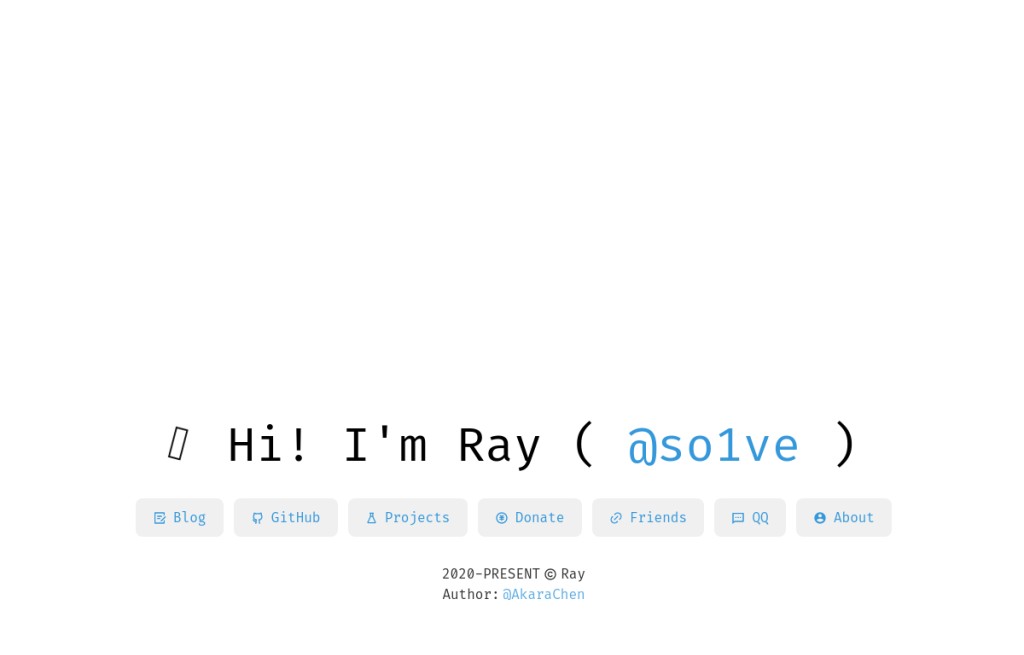 Hi! I'm Ray ( @so1ve )
Blog GitHub Projects Donate Friends QQ About
2020-PRESENT © Ray
Author: @AkaraChen